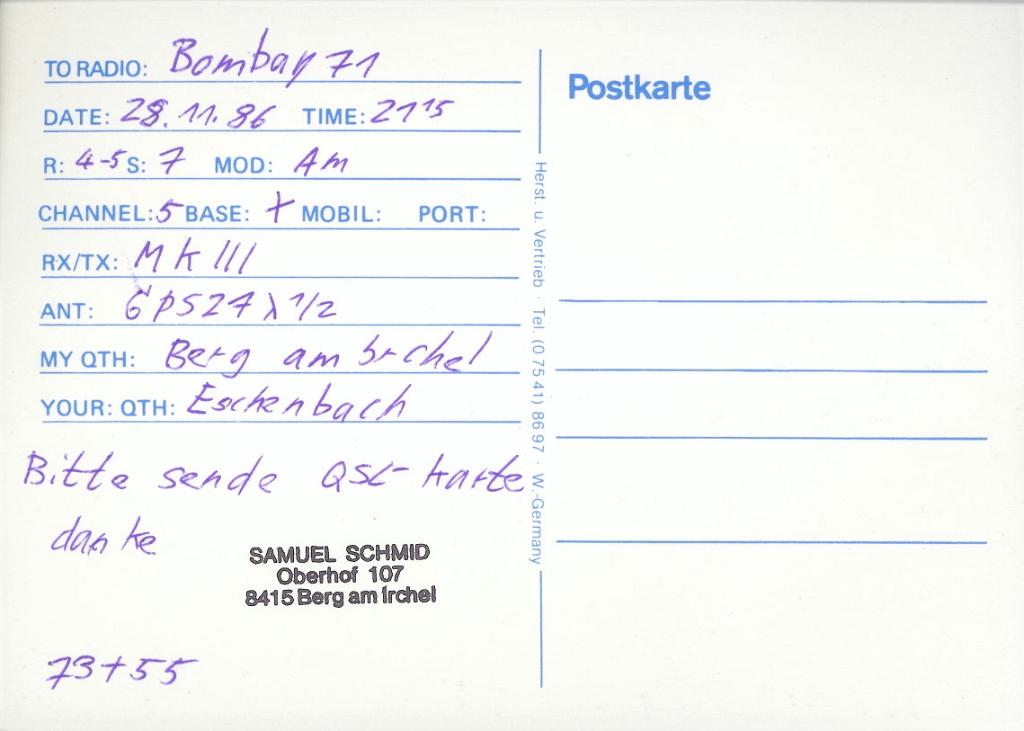 TO RADIO: Bombay 71
DATE: 28.11.86 TIME: 21 15
R: 4-5 S: 7 MOD: Am
CHANNEL: 5 BASE: + MOBIL: PORT:
RX/TX: MK III
ANT: GPS27 λ 1/2
MY QTH: Berg am Irchel
YOUR: QTH: Eschenbach
Bitte sende QSL-Karte
danke
SAMUEL SCHMID
Oberhof 107
8415 Berg am Irchel
73+55
Herst. u. Vertrieb · Tel. (0 75 41) 86 97 · W.-Germany
Postkarte